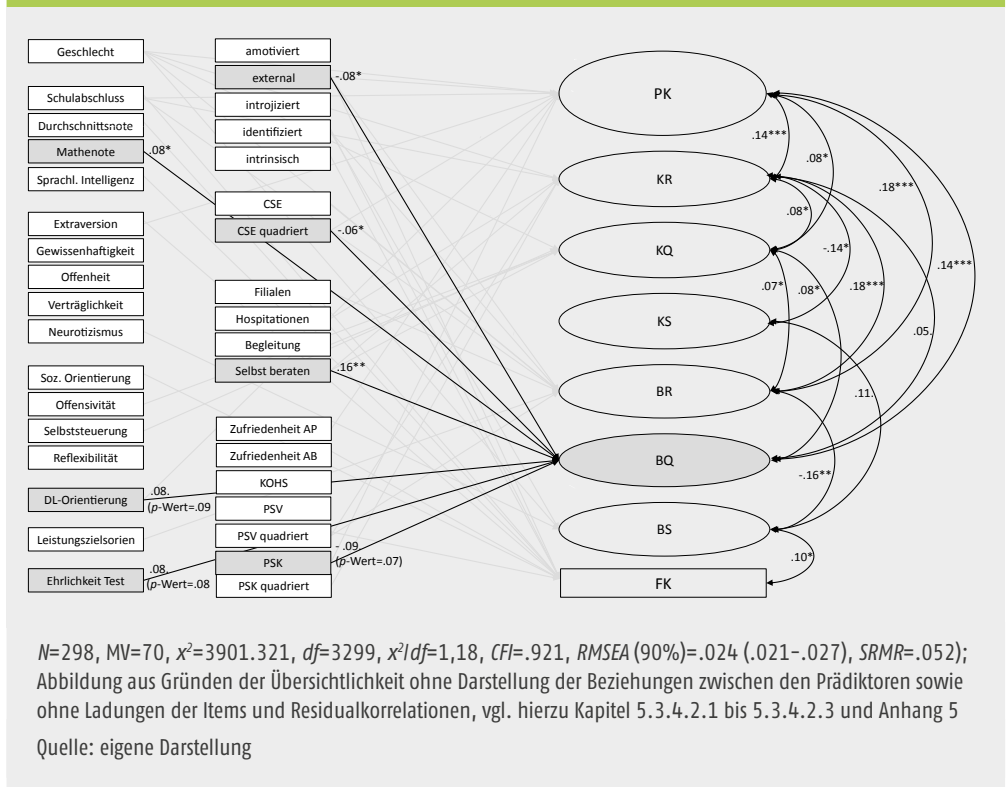 Geschlecht
Schulabschluss
Durchschnittsnote
Mathenote
.08*
Sprachl. Intelligenz
Extraversion
Gewissenhaftigkeit
Offenheit
Verträglichkeit
Neurotizismus
Soz. Orientierung
Offensivität
Selbststeuerung
Reflexibilität
DL-Orientierung
.08.
(p-Wert=.09
Leistungszielsorien
Ehrlichkeit Test
.08.
(p-Wert=.08
amotiviert
external
-.08*
introjiziert
identifiziert
intrinsisch
CSE
CSE quadriert
-.06*
Filialen
Hospitationen
Begleitung
Selbst beraten
.16**
Zufriedenheit AP
Zufriedenheit AB
KOHS
PSV
PSV quadriert
PSK
- .09
(p-Wert=.07)
PSK quadriert
PK
KR
KQ
KS
BR
BQ
BS
FK
.14***
.08*
.18***
.08*
-.14*
.14***
.07*
.08*
.18***
.05.
.11.
-.16**
.10*
N=298, MV=70, x²=3901.321, df=3299, x²/df=1,18, CFI=.921, RMSEA (90%)=.024 (.021–.027), SRMR=.052);
Abbildung aus Gründen der Übersichtlichkeit ohne Darstellung der Beziehungen zwischen den Prädiktoren sowie
ohne Ladungen der Items und Residualkorrelationen, vgl. hierzu Kapitel 5.3.4.2.1 bis 5.3.4.2.3 und Anhang 5
Quelle: eigene Darstellung